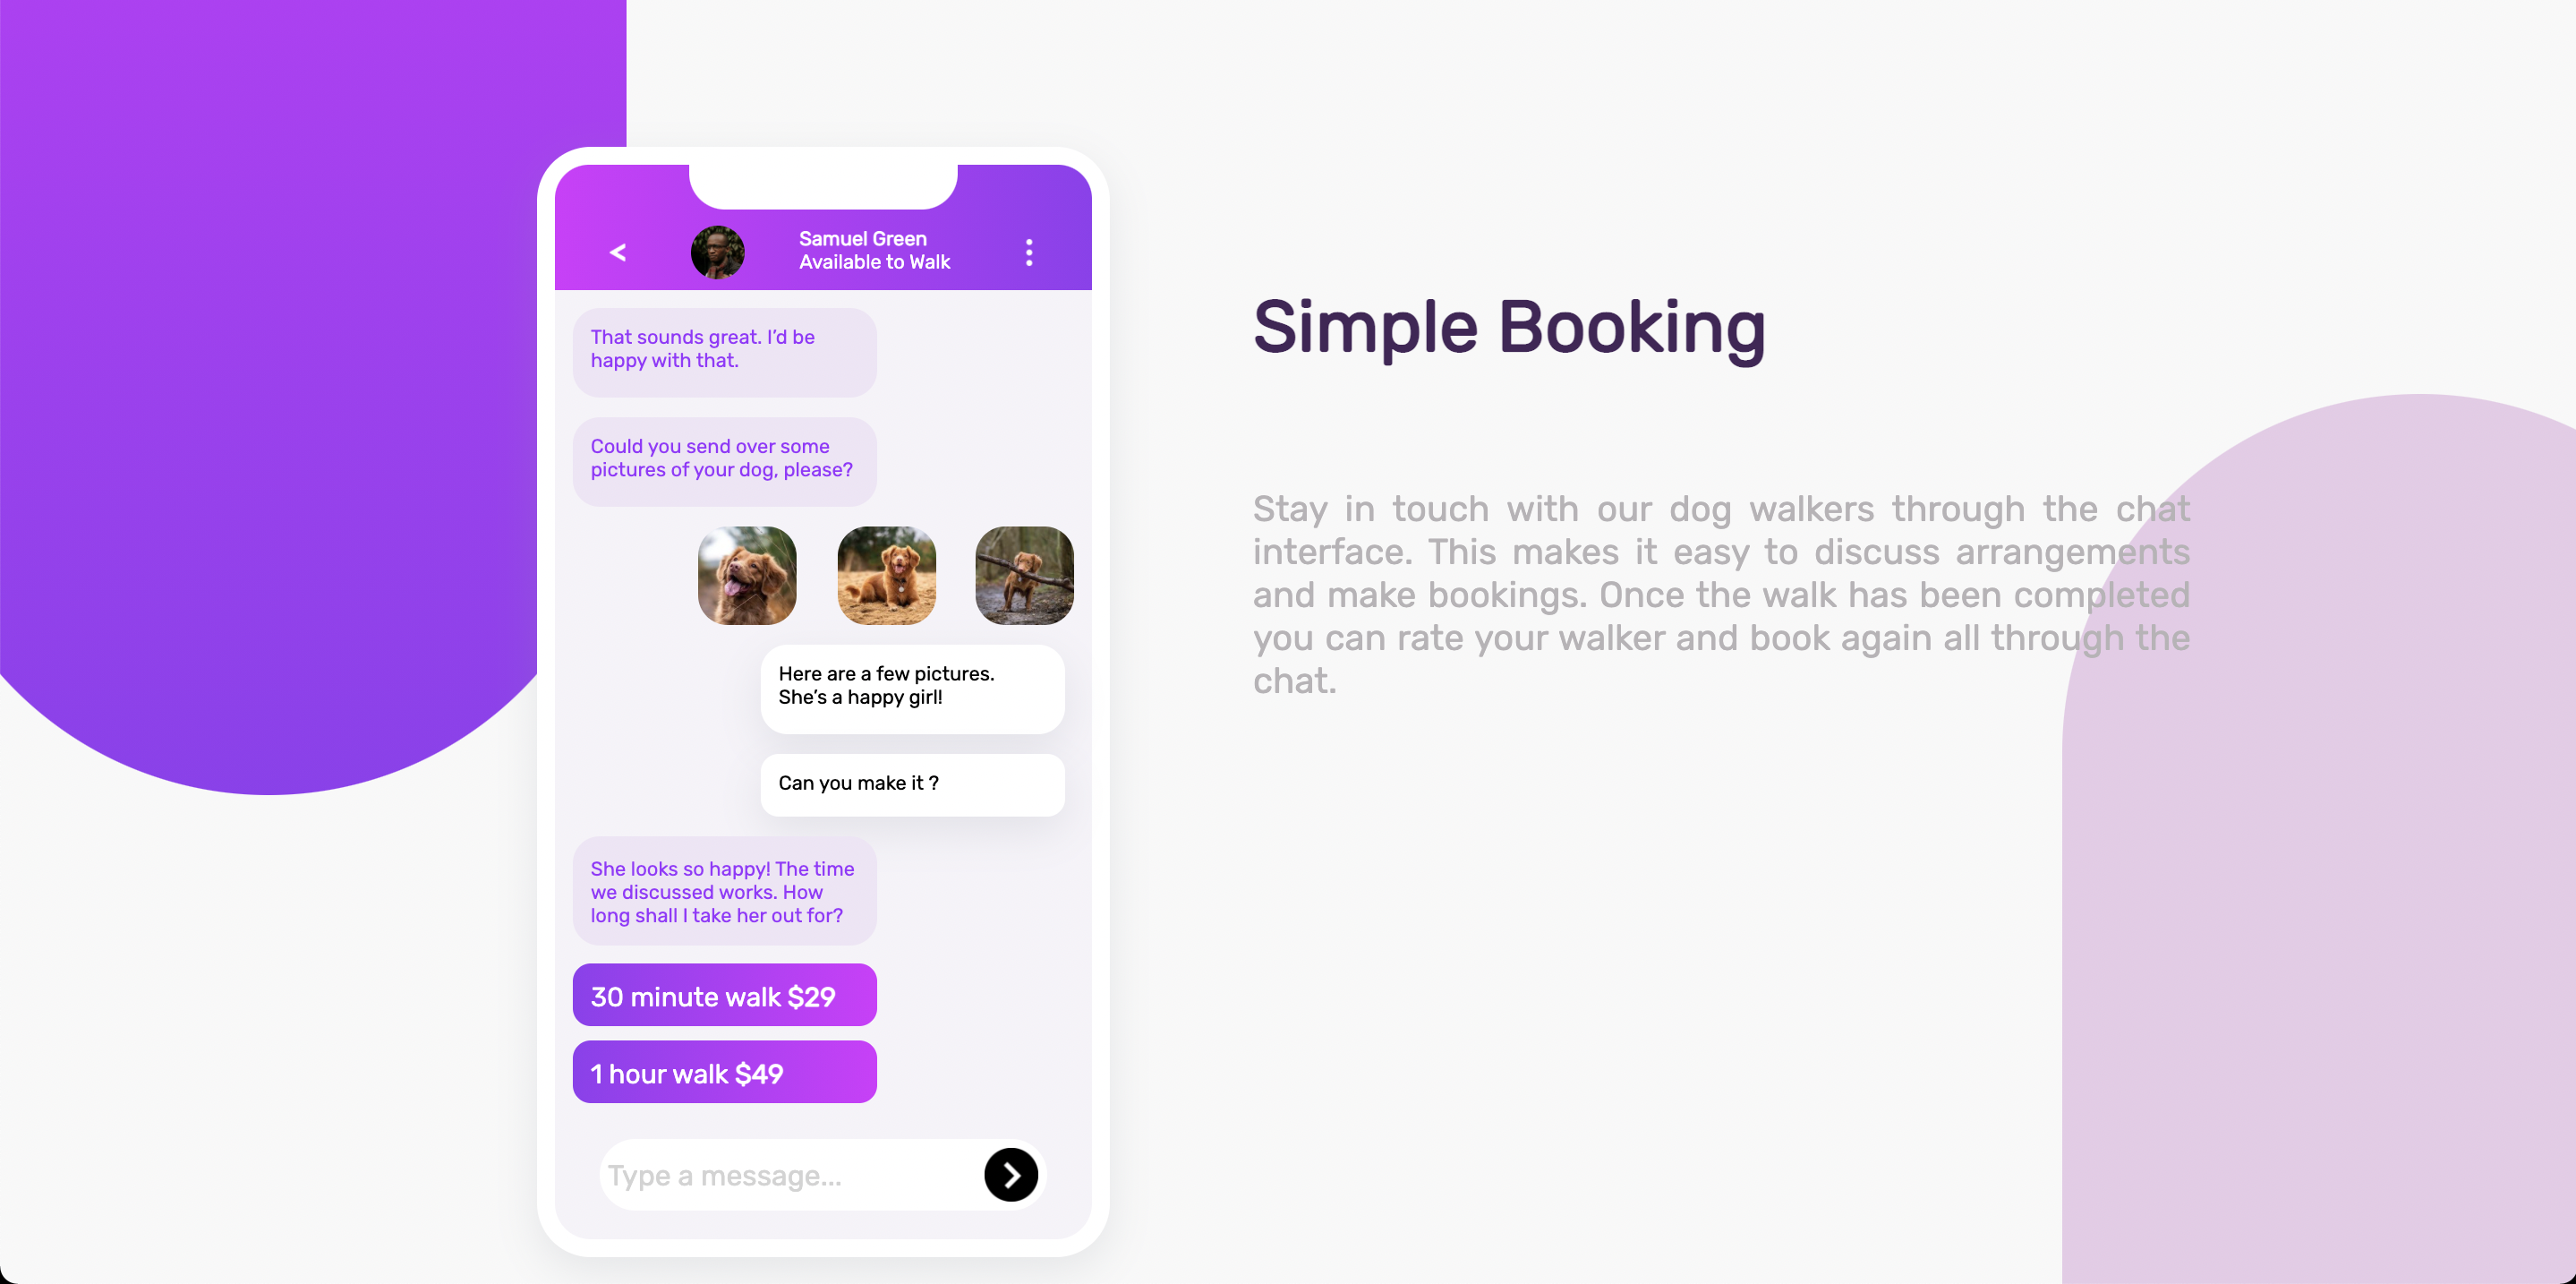 Samuel Green
Available to Walk
That sounds great. I’d be
happy with that.
Could you send over some
pictures of your dog, please?
Here are a few pictures.
She’s a happy girl!
Can you make it ?
She looks so happy! The time
we discussed works. How
long shall I take her out for?
30 minute walk $29
1 hour walk $49
Type a message...
Simple Booking
Stay in touch with our dog walkers through the chat
interface. This makes it easy to discuss arrangements
and make bookings. Once the walk has been completed
you can rate your walker and book again all through the
chat.